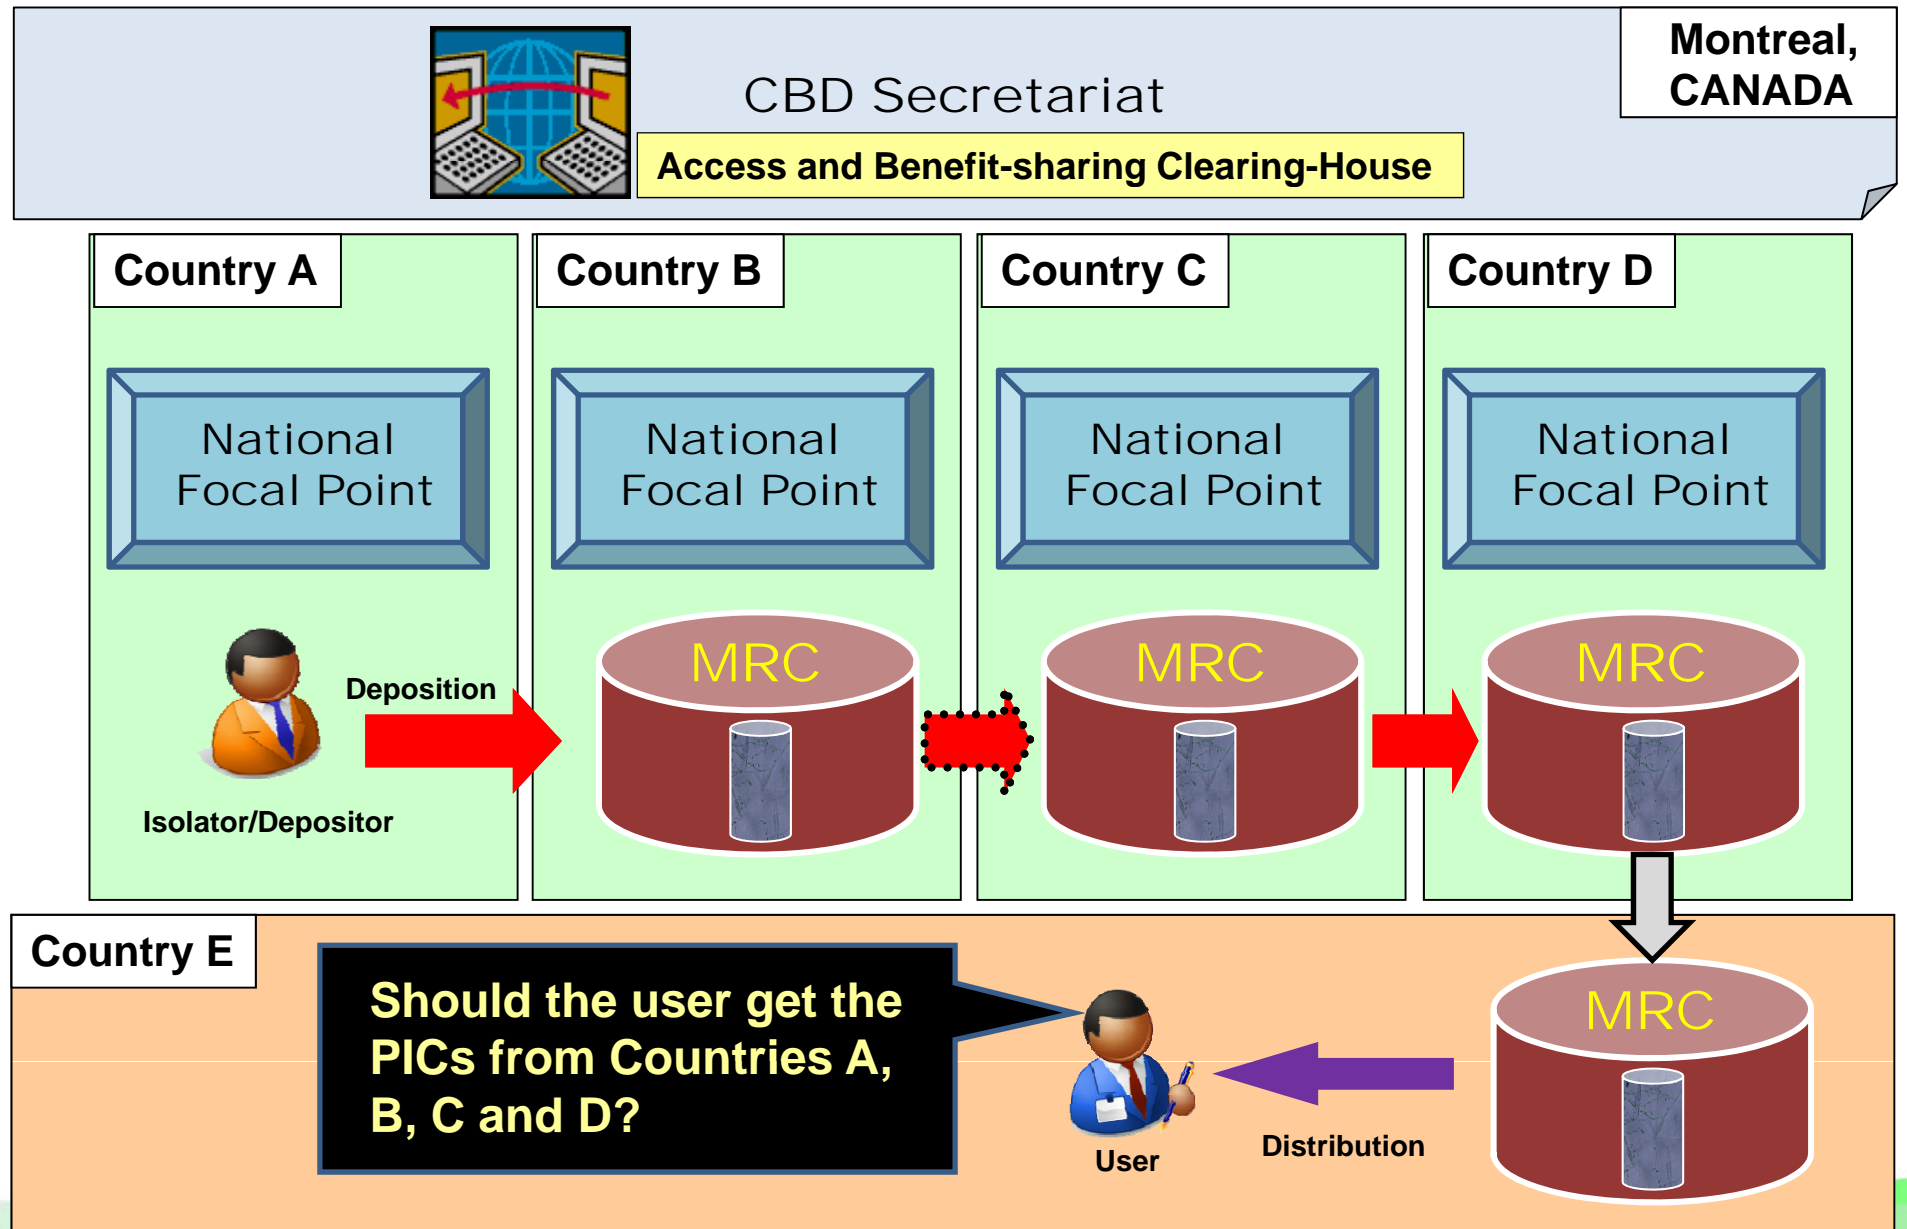 Montreal,
CANADA
CBD Secretariat
Access and Benefit-sharing Clearing-House
Country A
Country B
Country C
Country D
National
Focal Point
National
Focal Point
National
Focal Point
National
Focal Point
Deposition
Isolator/Depositor
MRC
MRC
MRC
Country E
Should the user get the
PICs from Countries A,
B, C and D?
User
Distribution
MRC